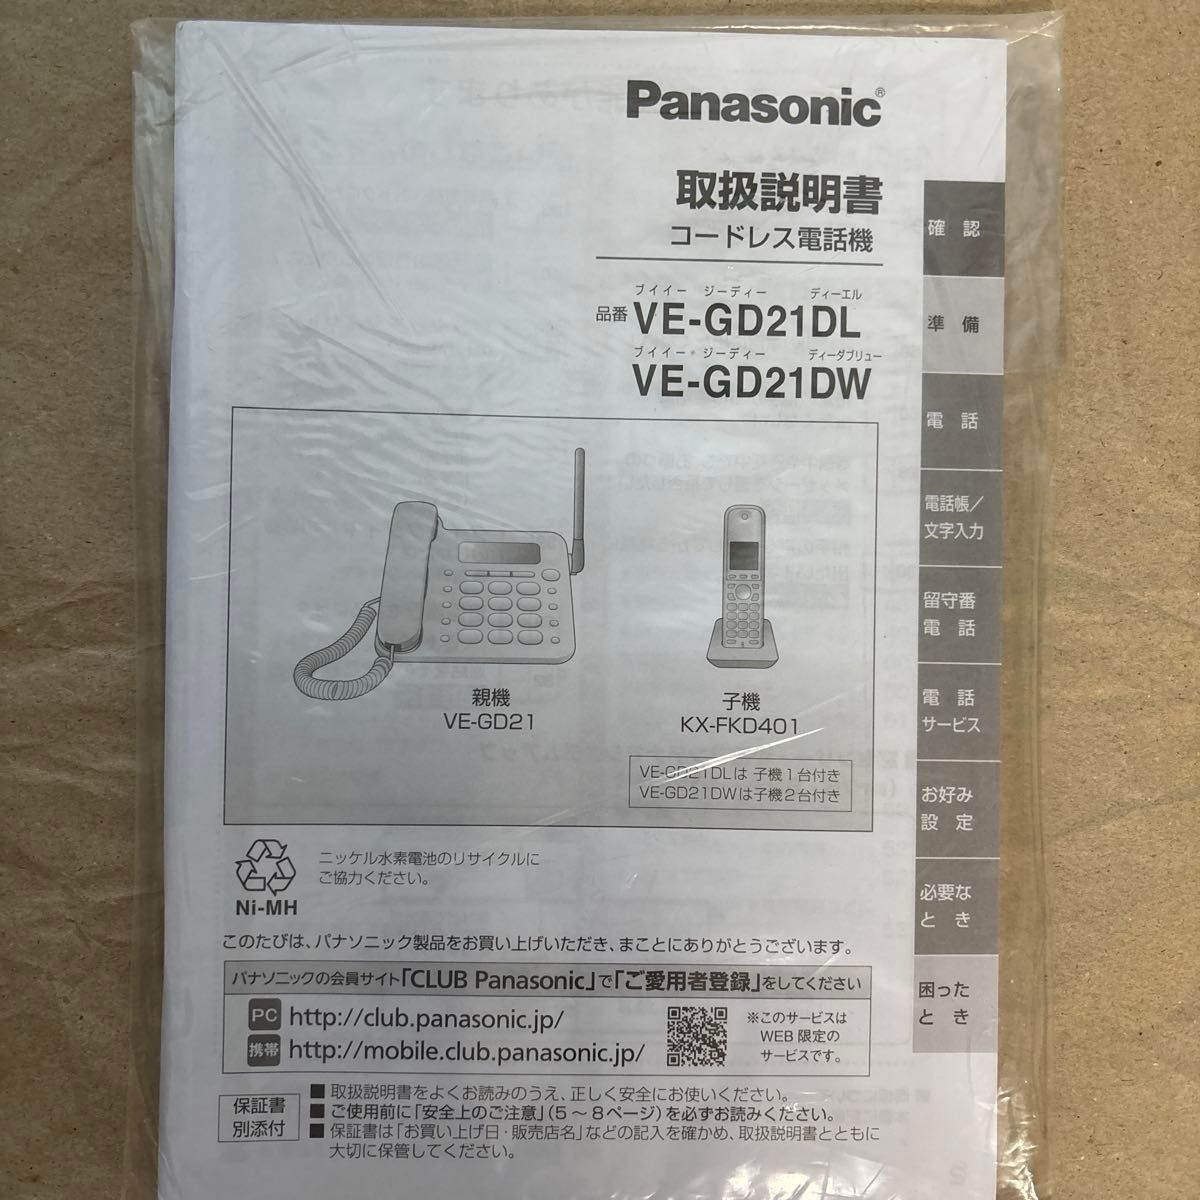 Panasonic®
取扱説明書
コードレス電話機
ブイイー ジーディー ディーエル
品番 VE-GD21DL
ブイイー ジーディー ディーダブリュー
VE-GD21DW
親機
VE-GD21
子機
KX-FKD401
VE-GD21DLは 子機1台付き
VE-GD21DWは子機2台付き
ニッケル水素電池のリサイクルに
ご協力ください。
Ni-MH
このたびは、パナソニック製品をお買い上げいただき、まことにありがとうございます。
パナソニックの会員サイト「CLUB Panasonic」で「ご愛用者登録」をしてください
PC http://club.panasonic.jp/
携帯 http://mobile.club.panasonic.jp/
※このサービスは
WEB 限定の
サービスです。
保証書
別添付
■ 取扱説明書をよくお読みのうえ、正しく安全にお使いください。
■ ご使用前に「安全上のご注意」(5～8ページ)を必ずお読みください。
■ 保証書は「お買い上げ日・販売店名」などの記入を確かめ、取扱説明書とともに
大切に保管してください。
確 認
準 備
電 話
電話帳／
文字入力
留守番
電 話
電 話
サービス
お好み
設 定
必要な
と き
困った
と き